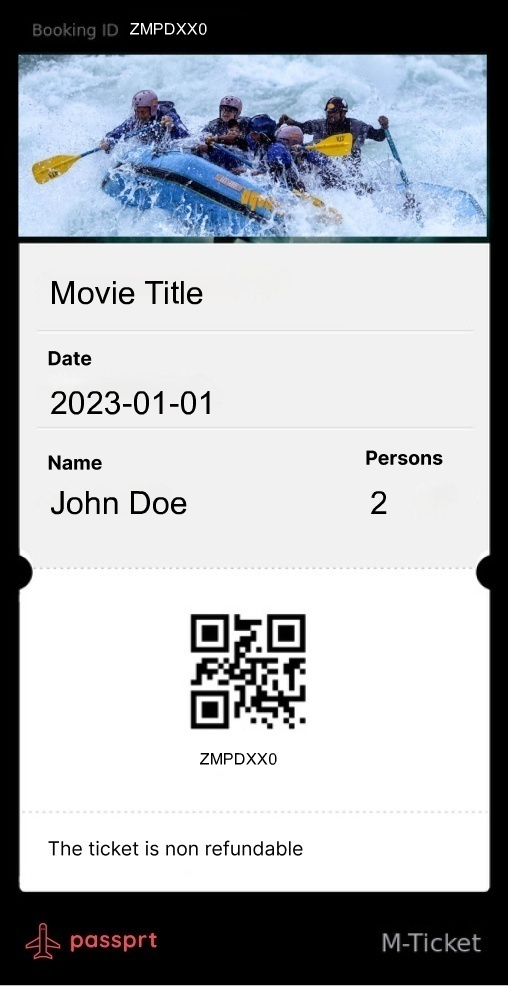 Booking ID ZMPDXX0
Movie Title
Date
2023-01-01
Name Persons
John Doe 2
ZMPDXX0
The ticket is non refundable
passprt M-Ticket